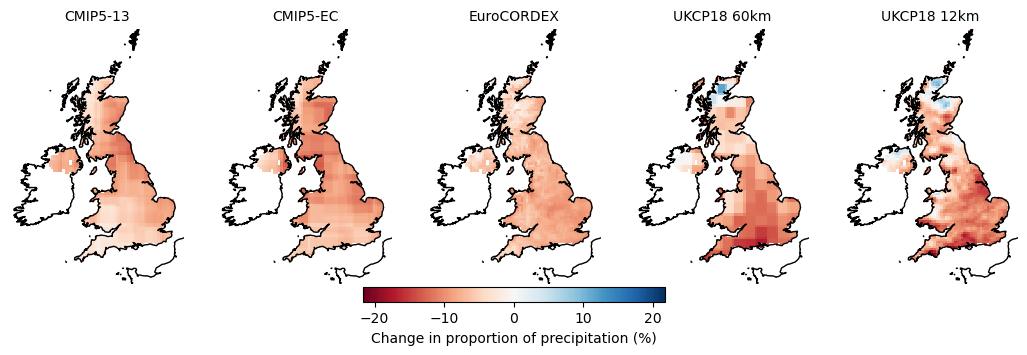 CMIP5-13 CMIP5-EC EuroCORDEX UKCP18 60km UKCP18 12km
−20 −10 0 10 20
Change in proportion of precipitation (%)